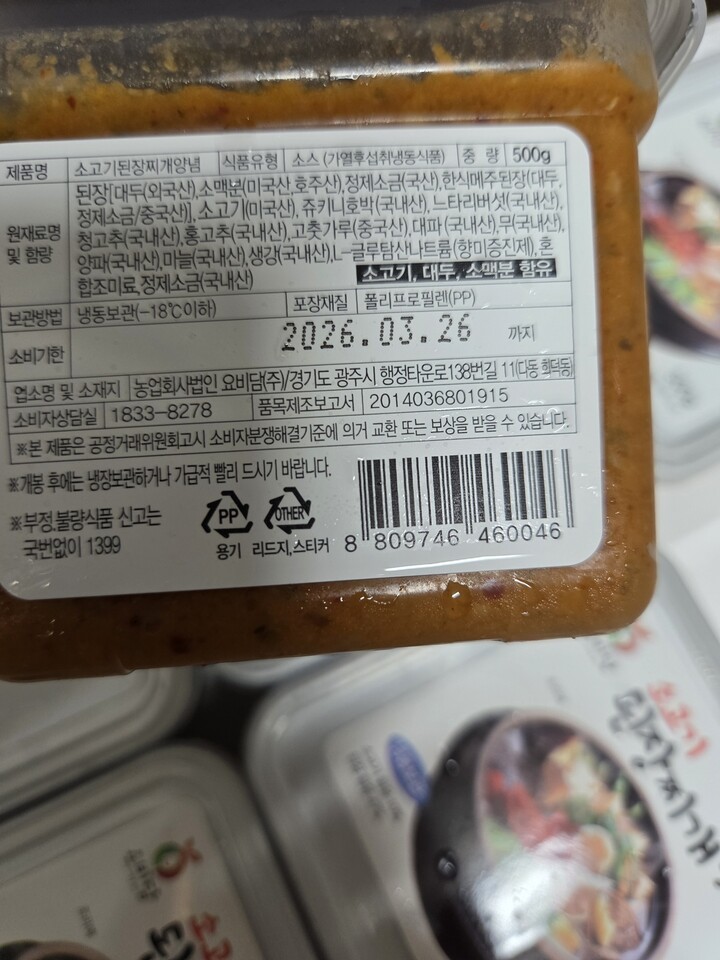 제품명 소고기된장찌개양념 식품유형 소스 (가열후섭취냉동식품) 중 량 500g
원재료명 및 함량
된장[대두(외국산),소맥분(미국산,호주산),정제소금(국산),한식메주된장(대두,
정제소금/중국산)], 소고기(미국산), 쥬키니호박(국내산), 느타리버섯(국내산),
청고추(국내산),홍고추(국내산),고춧가루(중국산),대파(국내산),무(국내산),
양파(국내산),마늘(국내산),생강(국내산),L-글루탐산나트륨(향미증진제),혼
합조미료,정제소금(국내산) 소고기, 대두, 소맥분 함유
보관방법 냉동보관(-18℃이하) 포장재질 폴리프로필렌(PP)
소비기한 2026.03.26 까지
업소명 및 소재지 농업회사법인 요비담(주)/경기도 광주시 행정타운로138번길 11(다동 회덕동)
소비자상담실 1833-8278 품목제조보고서 2014036801915
※본 제품은 공정거래위원회고시 소비자분쟁해결기준에 의거 교환 또는 보상을 받을 수 있습니다.
※개봉 후에는 냉장보관하거나 가급적 빨리 드시기 바랍니다.
※부정.불량식품 신고는
국번없이 1399
PP OTHER
용기 리드지,스티커
8 809746 460046
소고기
된장찌개
요비담
소고